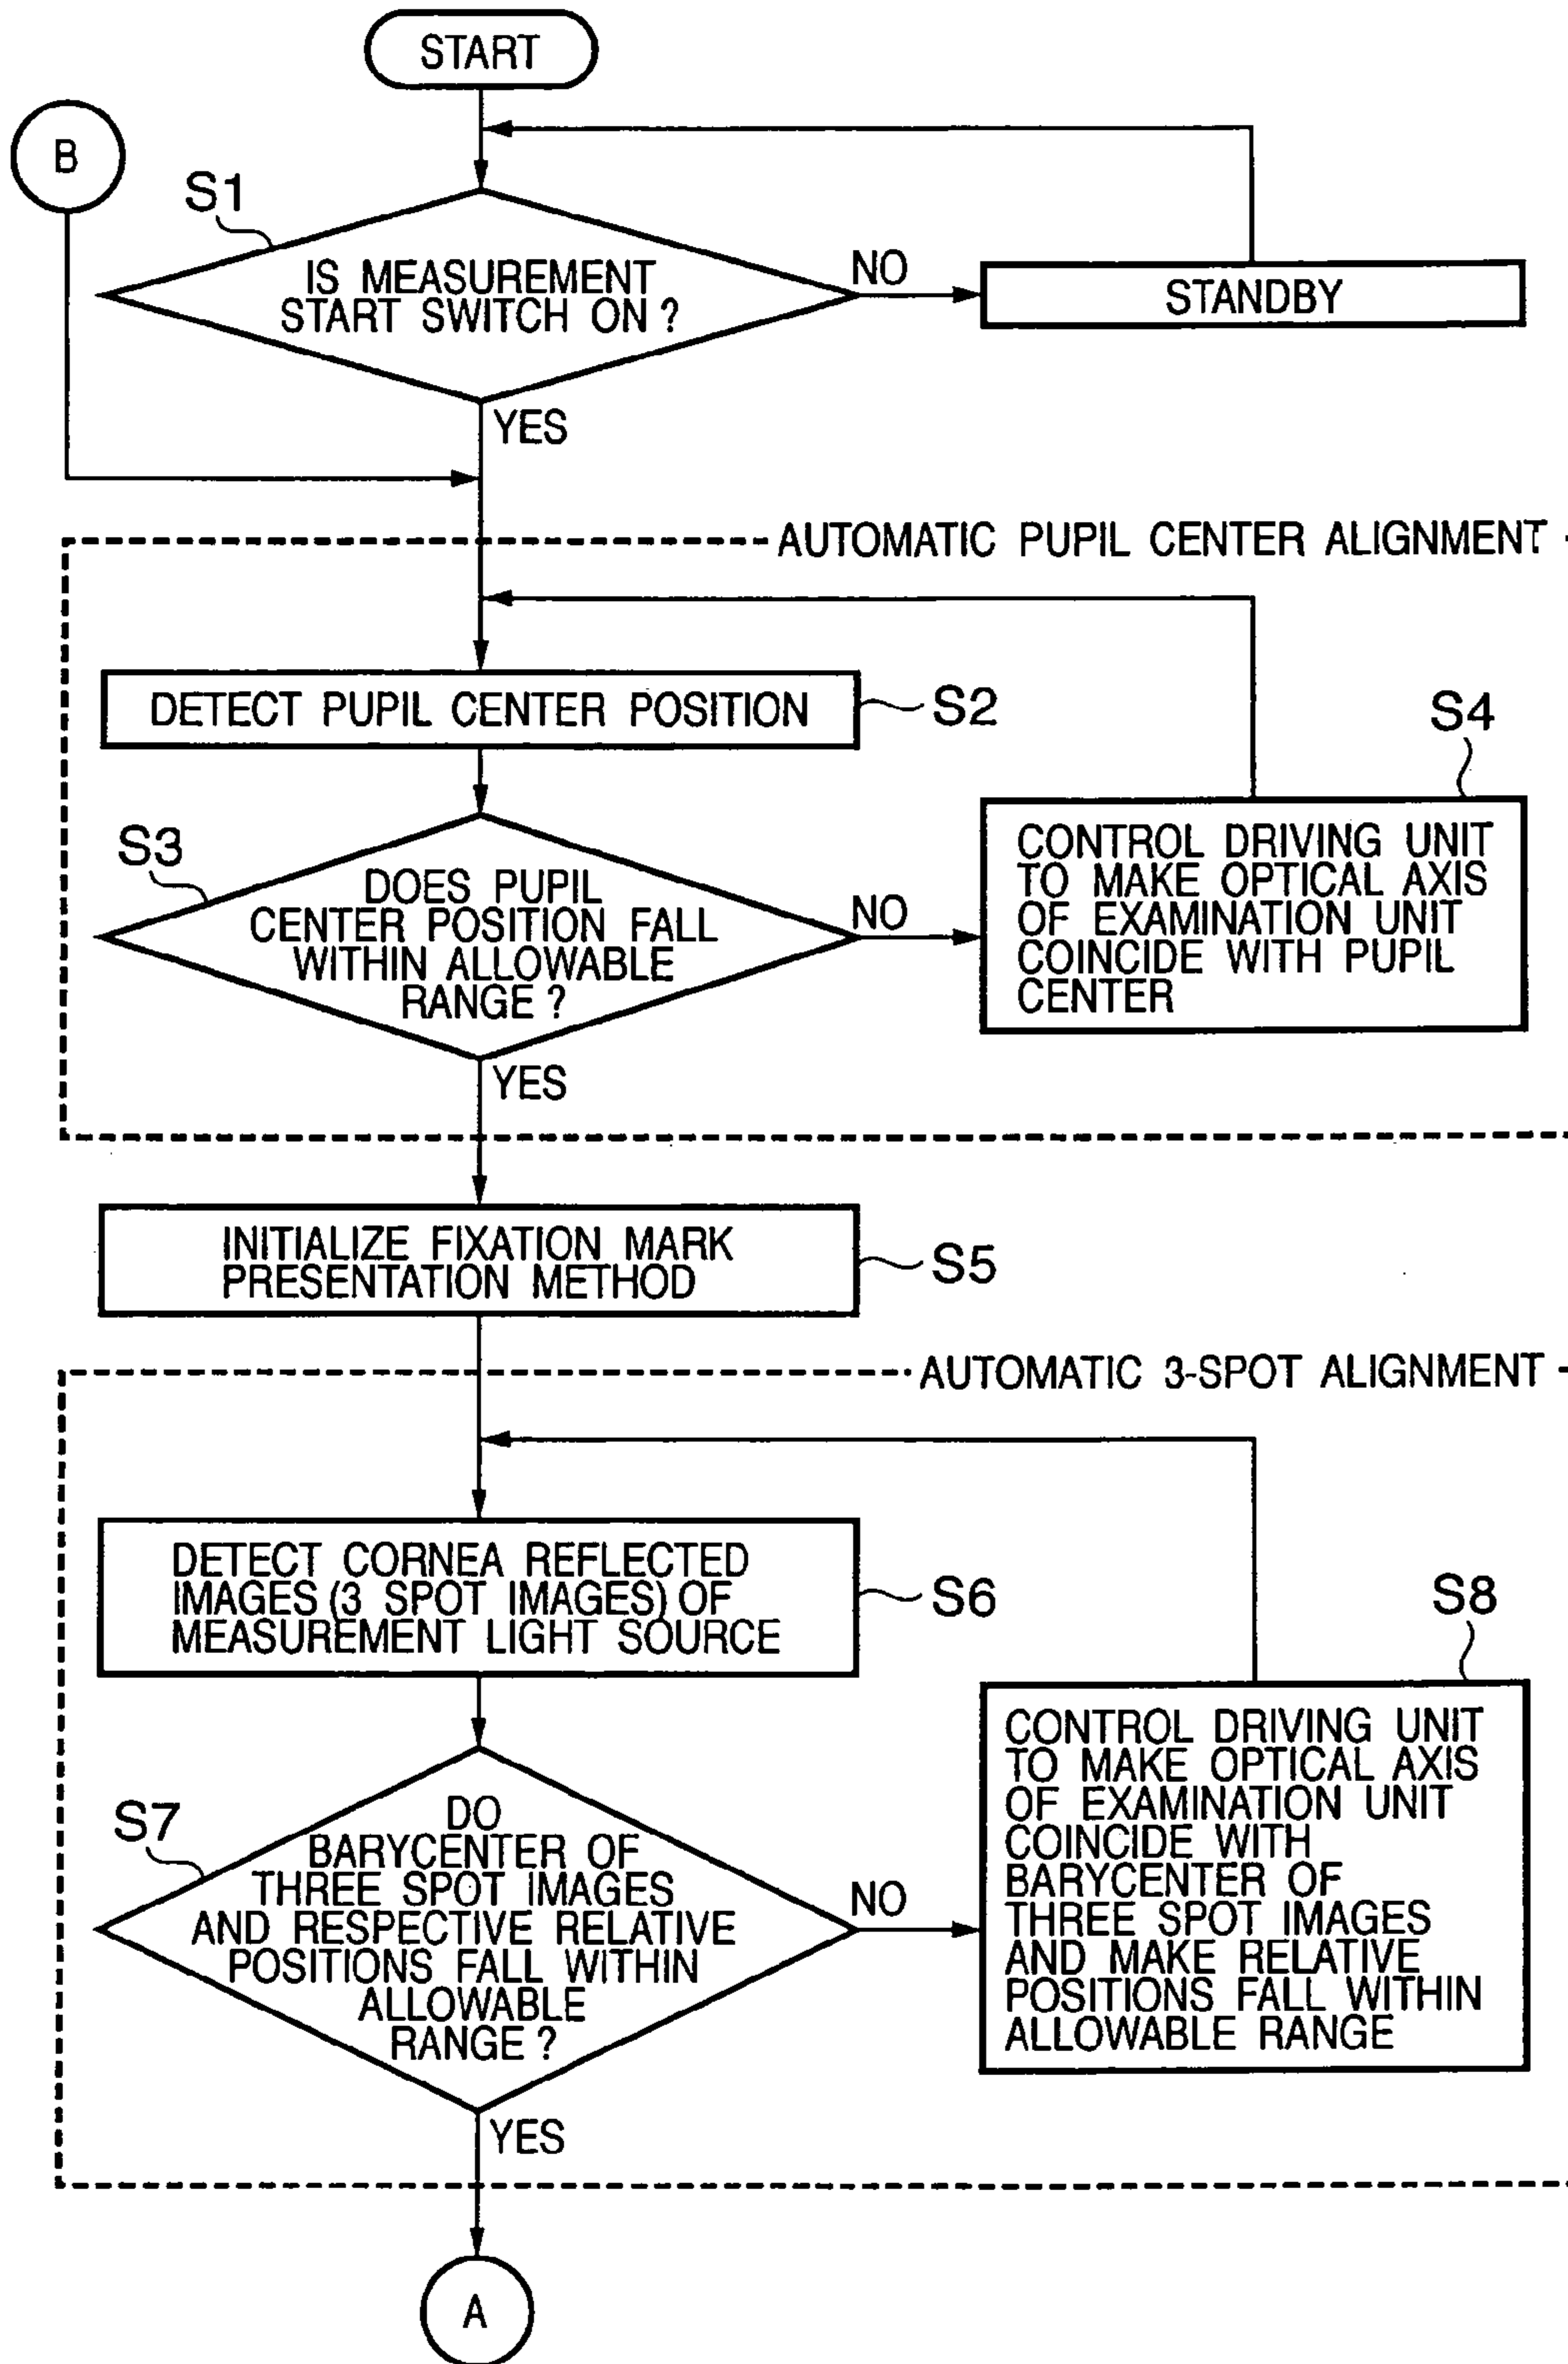 START
B
S1
IS MEASUREMENT
START SWITCH ON ?
NO
STANDBY
YES
AUTOMATIC PUPIL CENTER ALIGNMENT
DETECT PUPIL CENTER POSITION
S2
S4
S3
DOES PUPIL
CENTER POSITION FALL
WITHIN ALLOWABLE
RANGE ?
NO
CONTROL DRIVING UNIT
TO MAKE OPTICAL AXIS
OF EXAMINATION UNIT
COINCIDE WITH PUPIL
CENTER
YES
INITIALIZE FIXATION MARK
PRESENTATION METHOD
S5
AUTOMATIC 3-SPOT ALIGNMENT
DETECT CORNEA REFLECTED
IMAGES (3 SPOT IMAGES) OF
MEASUREMENT LIGHT SOURCE
S6
S8
S7
DO
BARYCENTER OF
THREE SPOT IMAGES
AND RESPECTIVE RELATIVE
POSITIONS FALL WITHIN
ALLOWABLE
RANGE ?
NO
CONTROL DRIVING UNIT
TO MAKE OPTICAL AXIS
OF EXAMINATION UNIT
COINCIDE WITH
BARYCENTER OF
THREE SPOT IMAGES
AND MAKE RELATIVE
POSITIONS FALL WITHIN
ALLOWABLE RANGE
YES
A